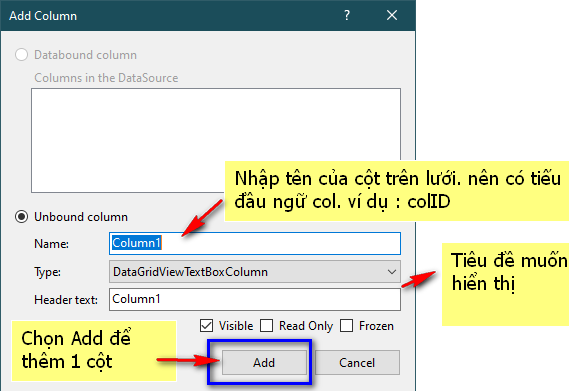 Add Column
?
Databound column
Columns in the DataSource
Nhập tên của cột trên lưới. nên có tiếu
đầu ngữ col. ví dụ : colID
Unbound column
Name:
Column1
Type:
DataGridViewTextBoxColumn
Tiêu đề muốn
hiển thị
Header text:
Column1
Visible
Read Only
Frozen
Chọn Add để
thêm 1 cột
Add
Cancel